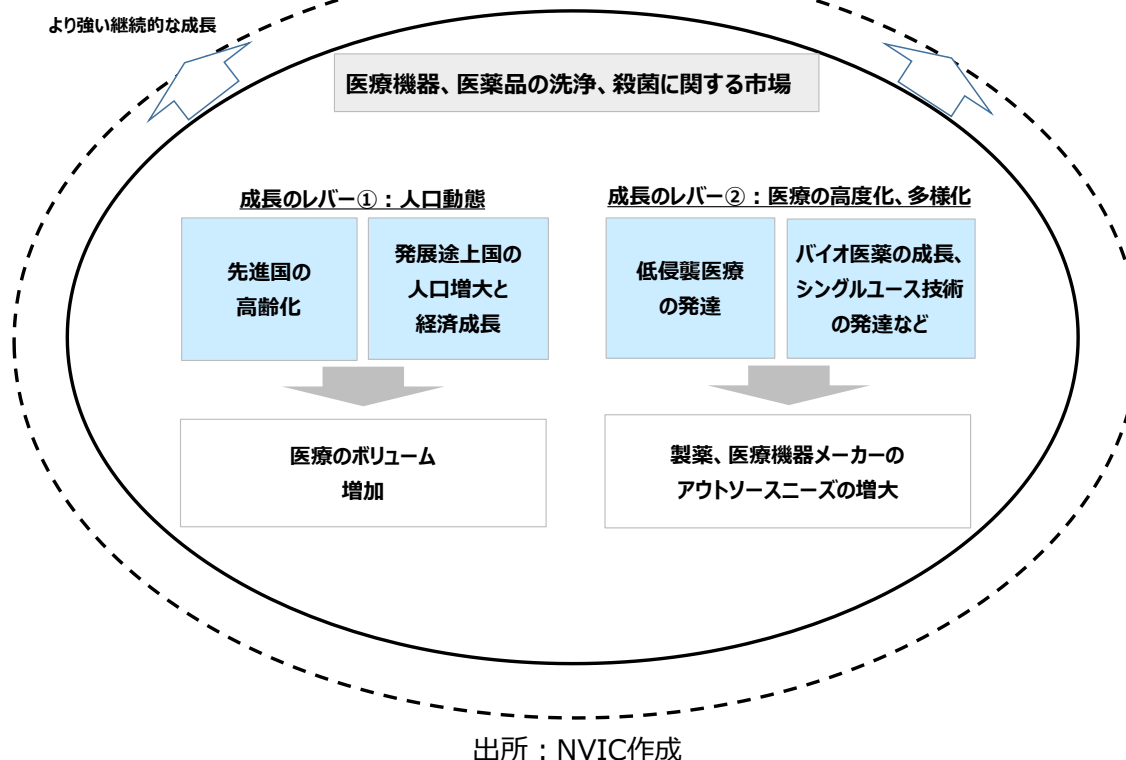 より強い継続的な成長
医療機器、医薬品の洗浄、殺菌に関する市場
成長のレバー①：人口動態
先進国の
高齢化
発展途上国の
人口増大と
経済成長
医療のボリューム
増加
成長のレバー②：医療の高度化、多様化
低侵襲医療
の発達
バイオ医薬の成長、
シングルユース技術
の発達など
製薬、医療機器メーカーの
アウトソースニーズの増大
出所：NVIC作成